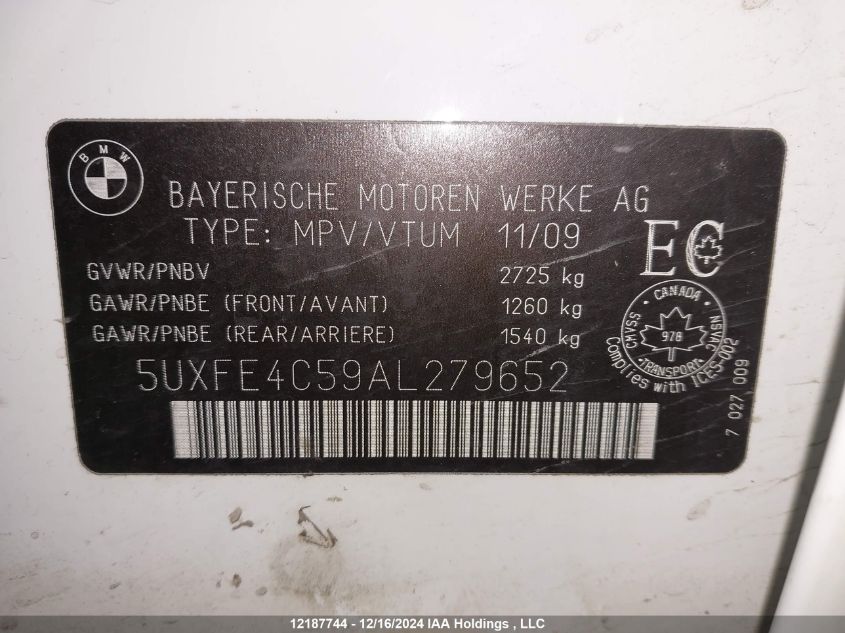 BMW
BAYERISCHE MOTOREN WERKE AG
TYPE: MPV/VTUM 11/09
EC
GVWR/PNBV 2725 kg
GAWR/PNBE (FRONT/AVANT) 1260 kg
GAWR/PNBE (REAR/ARRIERE) 1540 kg
CANADA
CMVSS
NSVAC
978
TRANSPORT
COMPLIES WITH ICES-002
5UXFE4C59AL279652
7 027 009
12187744 - 12/16/2024 IAA Holdings , LLC